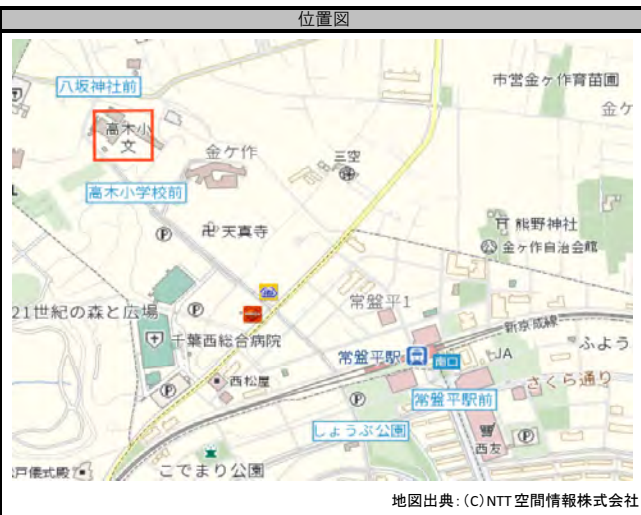 位置図
八坂神社前
市営金ケ作育苗圃
金ケ
高木小
文
金ケ作
三空
高木小学校前
天真寺
熊野神社
金ケ作自治会館
常盤平1
21世紀の森と広場
新京成線
千葉西総合病院
常盤平駅
南口
JA
ふよう
西松屋
さくら通り
常盤平駅前
しょうぶ公園
西友
戸儀式殿
こでまり公園
地図出典：(C)NTT空間情報株式会社